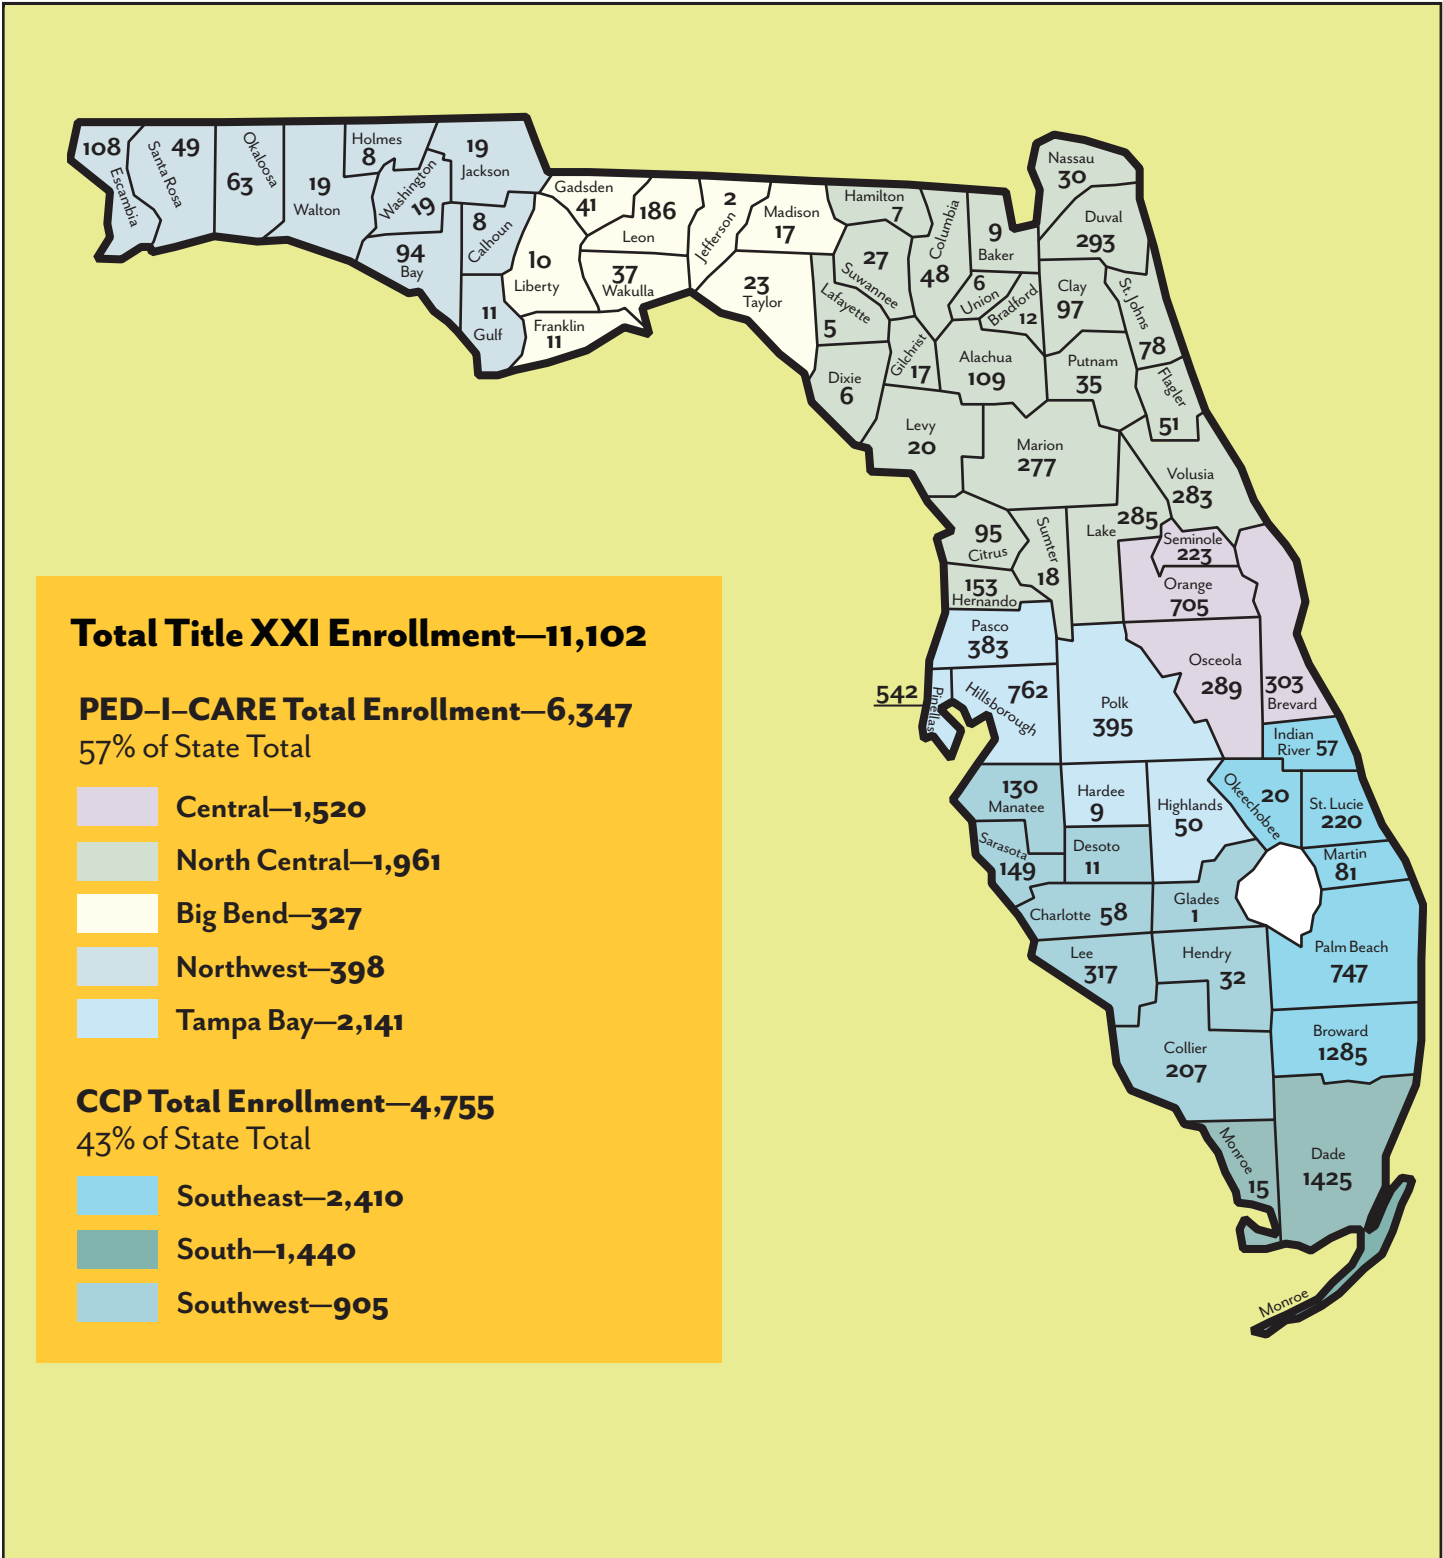 108
Escambia
49
Santa Rosa
Okaloosa
63
19
Walton
Holmes
8
Washington
19
19
Jackson
94
Bay
8
Calhoun
11
Gulf
Gadsden
41
186
Leon
10
Liberty
37
Wakulla
Franklin
11
2
Jefferson
Madison
17
23
Taylor
Hamilton
7
27
Suwannee
Lafayette
5
Columbia
48
9
Baker
Nassau
30
Duval
293
6
Union
Bradford
12
Clay
97
St. Johns
78
Dixie
6
Gilchrist
17
Alachua
109
Putnam
35
Flagler
51
Levy
20
Marion
277
Volusia
283
95
Citrus
Sumter
18
Lake
285
Seminole
223
153
Hernando
Orange
705
Pasco
383
Osceola
289
303
Brevard
542
Pinellas
Hillsborough
762
Polk
395
Indian
River 57
130
Manatee
Hardee
9
Highlands
50
Okeechobee
20
St. Lucie
220
Sarasota
149
Desoto
11
Martin
81
Charlotte 58
Glades
1
Lee
317
Hendry
32
Palm Beach
747
Collier
207
Broward
1285
Monroe
15
Dade
1425
Monroe
Total Title XXI Enrollment—11,102
PED–I–CARE Total Enrollment—6,347
57% of State Total
Central—1,520
North Central—1,961
Big Bend—327
Northwest—398
Tampa Bay—2,141
CCP Total Enrollment—4,755
43% of State Total
Southeast—2,410
South—1,440
Southwest—905